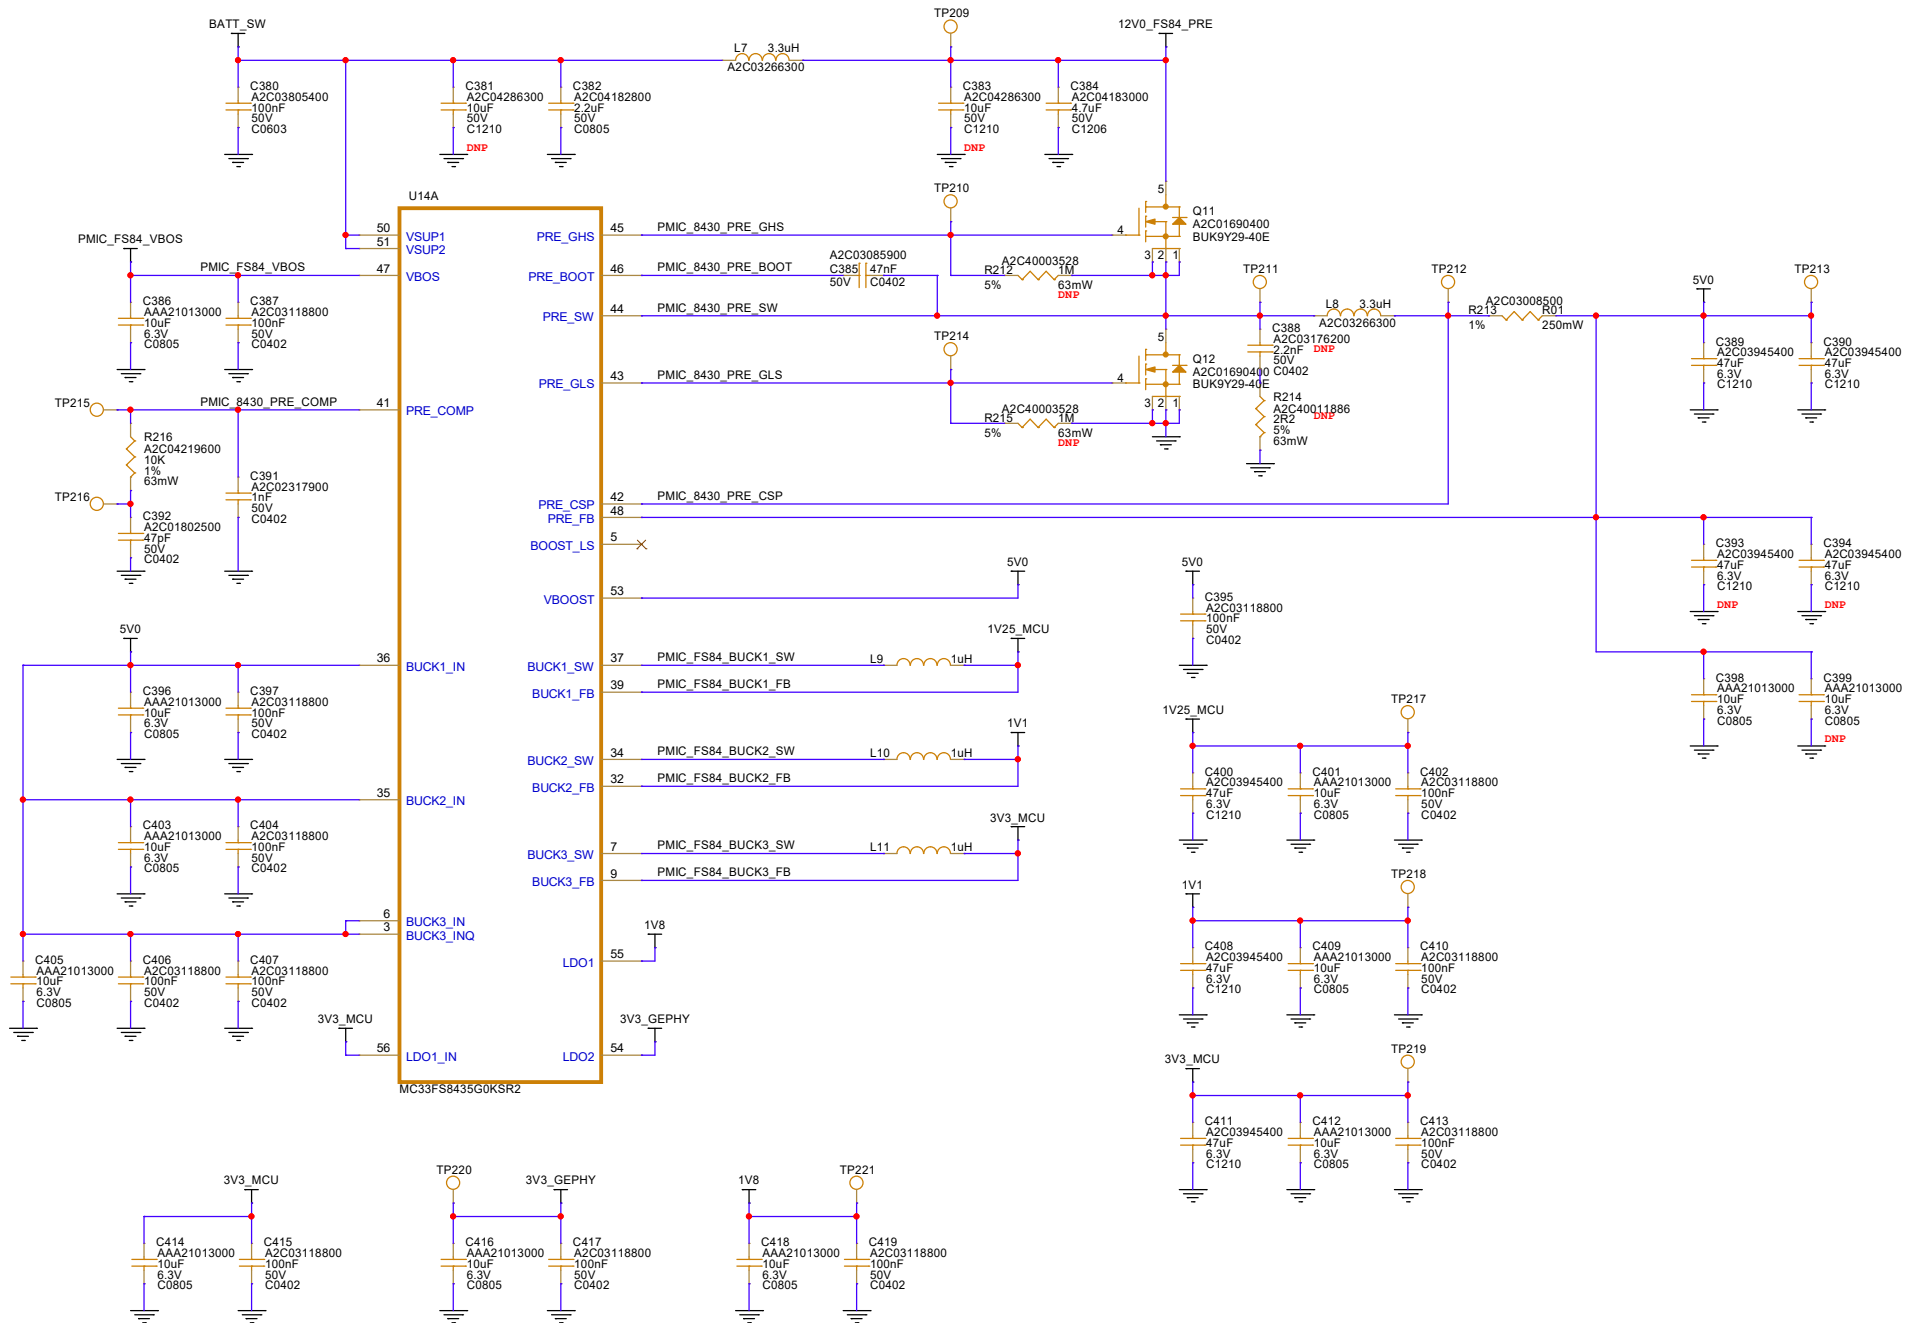 BATT_SW
TP209
12V0_FS84_PRE
L7 3.3uH
A2C03266300
C380
A2C03805400
100nF
50V
C0603
C381
A2C04286300
10uF
50V
C1210
DNP
C382
A2C04182800
2.2uF
50V
C0805
C383
A2C04286300
10uF
50V
C1210
DNP
C384
A2C04183000
4.7uF
50V
C1206
U14A
TP210
5
Q11
A2C01690400
BUK9Y29-40E
4
3 2 1
50 VSUP1
51 VSUP2
PRE_GHS 45 PMIC_8430_PRE_GHS
PMIC_FS84_VBOS
PMIC_FS84_VBOS 47 VBOS
PRE_BOOT 46 PMIC_8430_PRE_BOOT
A2C03085900
C385 47nF
50V C0402
A2C40003528
R212 1M
5% 63mW
DNP
C386
AAA21013000
10uF
6.3V
C0805
C387
A2C03118800
100nF
50V
C0402
PRE_SW 44 PMIC_8430_PRE_SW
TP211
TP212
TP213
5V0
L8 3.3uH
A2C03266300
A2C03008500
R213 R01
1% 250mW
TP214
5
Q12
A2C01690400
BUK9Y29-40E
4
3 2 1
C388
A2C03176200
2.2nF
DNP
50V
C0402
R214
A2C40011886
2R2
DNP
5%
63mW
PRE_GLS 43 PMIC_8430_PRE_GLS
A2C40003528
R215 1M
5% 63mW
DNP
C389
A2C03945400
47uF
6.3V
C1210
C390
A2C03945400
47uF
6.3V
C1210
TP215
PMIC_8430_PRE_COMP 41 PRE_COMP
R216
A2C04219600
10K
1%
63mW
TP216
C391
A2C02317900
1nF
50V
C0402
C392
A2C01802500
47pF
50V
C0402
PRE_CSP 42 PMIC_8430_PRE_CSP
PRE_FB 48
BOOST_LS 5
VBOOST 53
5V0
5V0
C395
A2C03118800
100nF
50V
C0402
C393
A2C03945400
47uF
6.3V
C1210
DNP
C394
A2C03945400
47uF
6.3V
C1210
DNP
5V0
36 BUCK1_IN
BUCK1_SW 37 PMIC_FS84_BUCK1_SW L9 1uH
1V25_MCU
BUCK1_FB 39 PMIC_FS84_BUCK1_FB
C396
AAA21013000
10uF
6.3V
C0805
C397
A2C03118800
100nF
50V
C0402
C398
AAA21013000
10uF
6.3V
C0805
C399
AAA21013000
10uF
6.3V
C0805
DNP
1V1
BUCK2_SW 34 PMIC_FS84_BUCK2_SW L10 1uH
BUCK2_FB 32 PMIC_FS84_BUCK2_FB
35 BUCK2_IN
1V25_MCU
TP217
C400
A2C03945400
47uF
6.3V
C1210
C401
AAA21013000
10uF
6.3V
C0805
C402
A2C03118800
100nF
50V
C0402
C403
AAA21013000
10uF
6.3V
C0805
C404
A2C03118800
100nF
50V
C0402
3V3_MCU
BUCK3_SW 7 PMIC_FS84_BUCK3_SW L11 1uH
BUCK3_FB 9 PMIC_FS84_BUCK3_FB
6 BUCK3_IN
3 BUCK3_INQ
1V1
TP218
C408
A2C03945400
47uF
6.3V
C1210
C409
AAA21013000
10uF
6.3V
C0805
C410
A2C03118800
100nF
50V
C0402
C405
AAA21013000
10uF
6.3V
C0805
C406
A2C03118800
100nF
50V
C0402
C407
A2C03118800
100nF
50V
C0402
1V8
LDO1 55
3V3_MCU
56 LDO1_IN
3V3_GEPHY
LDO2 54
MC33FS8435G0KSR2
3V3_MCU
TP219
C411
A2C03945400
47uF
6.3V
C1210
C412
AAA21013000
10uF
6.3V
C0805
C413
A2C03118800
100nF
50V
C0402
3V3_MCU
C414
AAA21013000
10uF
6.3V
C0805
C415
A2C03118800
100nF
50V
C0402
TP220
3V3_GEPHY
C416
AAA21013000
10uF
6.3V
C0805
C417
A2C03118800
100nF
50V
C0402
1V8
TP221
C418
AAA21013000
10uF
6.3V
C0805
C419
A2C03118800
100nF
50V
C0402